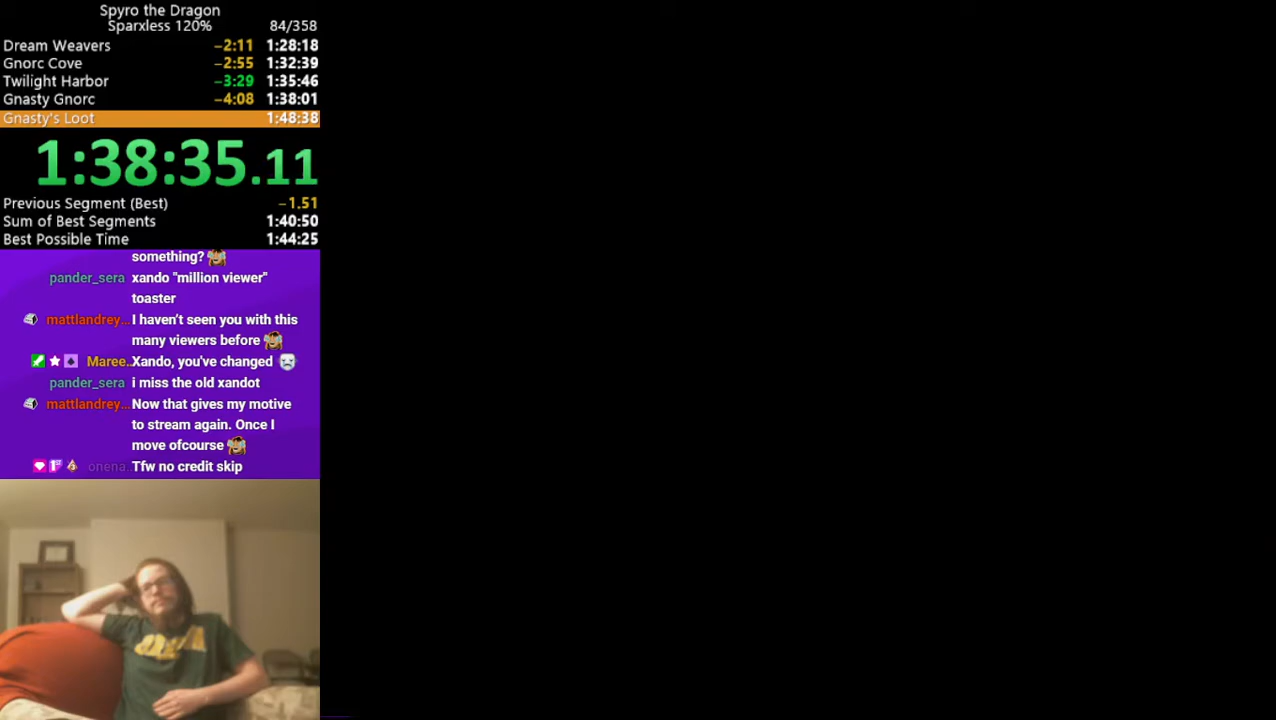 Spyro the Dragon
Sparxless 120% 84/358
Dream Weavers -2:11 1:28:18
Gnorc Cove -2:55 1:32:39
Twilight Harbor -3:29 1:35:46
Gnasty Gnorc -4:08 1:38:01
Gnasty's Loot 1:48:38
1:38:35.11
Previous Segment (Best) -1.51
Sum of Best Segments 1:40:50
Best Possible Time 1:44:25
something?
pander_sera xando "million viewer"
toaster
mattlandrey... I haven't seen you with this
many viewers before
Maree.. Xando, you've changed
pander_sera i miss the old xandot
mattlandrey... Now that gives my motive
to stream again. Once I
move ofcourse
onena.. Tfw no credit skip